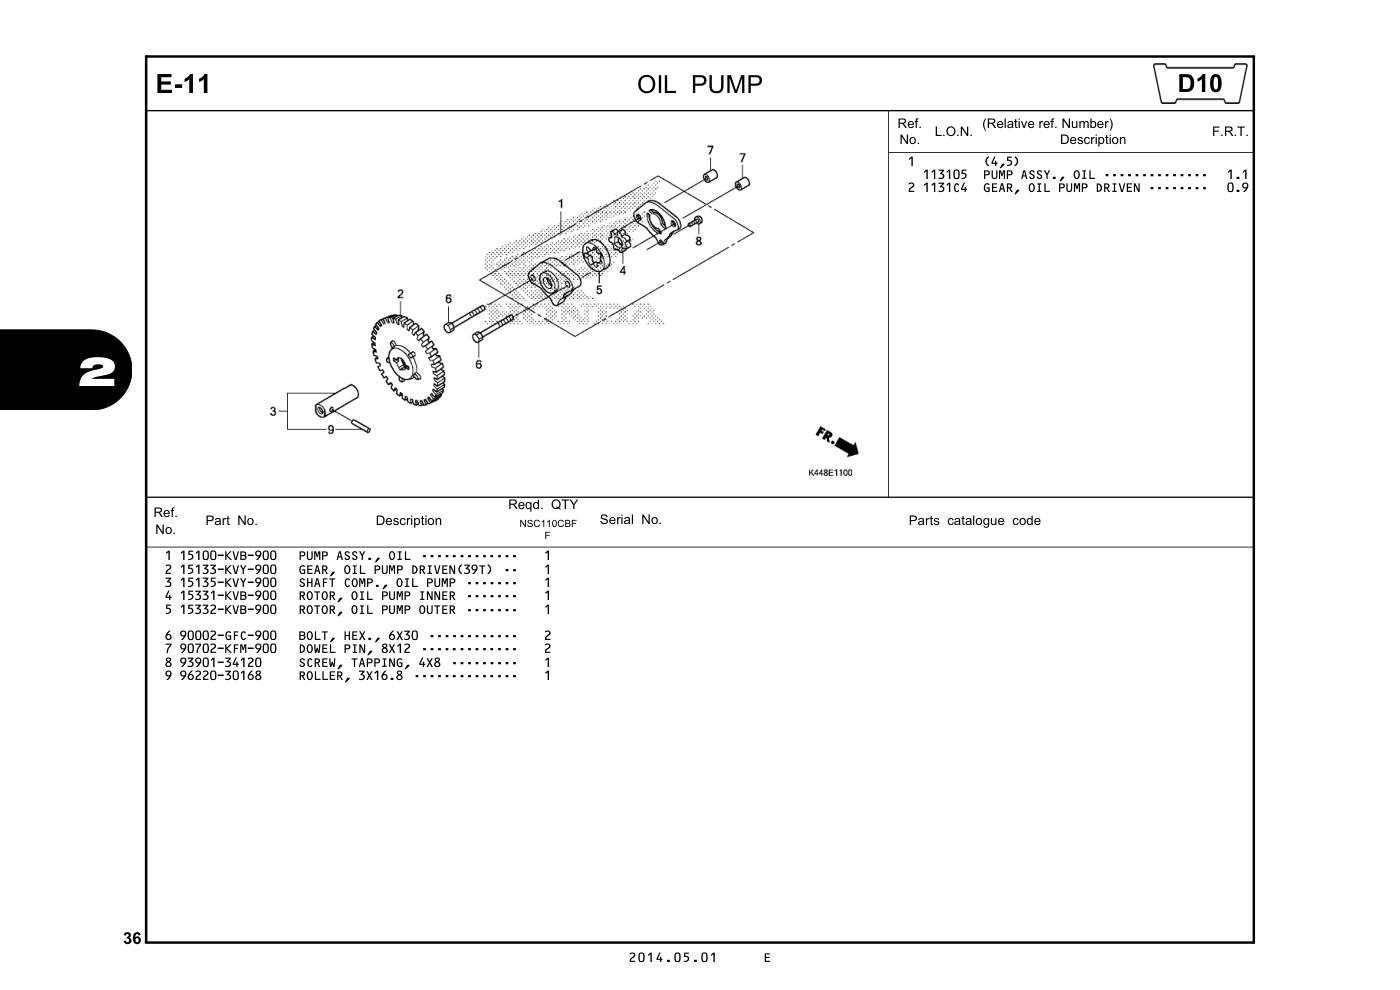 E-11
OIL PUMP
D10
Ref. No.
L.O.N.
(Relative ref. Number)
Description
F.R.T.
1 (4,5)
113105 PUMP ASSY., OIL -------------- 1.1
2 1131C4 GEAR, OIL PUMP DRIVEN -------- 0.9
7
7
1
8
4
5
2
6
6
3
9
HONDA
FR.
K448E1100
2
Ref. No.
Part No.
Description
Reqd. QTY
NSC110CBF
F
Serial No.
Parts catalogue code
1 15100-KVB-900 PUMP ASSY., OIL ------------- 1
2 15133-KVY-900 GEAR, OIL PUMP DRIVEN(39T) -- 1
3 15135-KVY-900 SHAFT COMP., OIL PUMP ------- 1
4 15331-KVB-900 ROTOR, OIL PUMP INNER ------- 1
5 15332-KVB-900 ROTOR, OIL PUMP OUTER ------- 1
6 90002-GFC-900 BOLT, HEX., 6X30 ------------ 2
7 90702-KFM-900 DOWEL PIN, 8X12 ------------- 2
8 93901-34120 SCREW, TAPPING, 4X8 --------- 1
9 96220-30168 ROLLER, 3X16.8 -------------- 1
36
2014.05.01 E